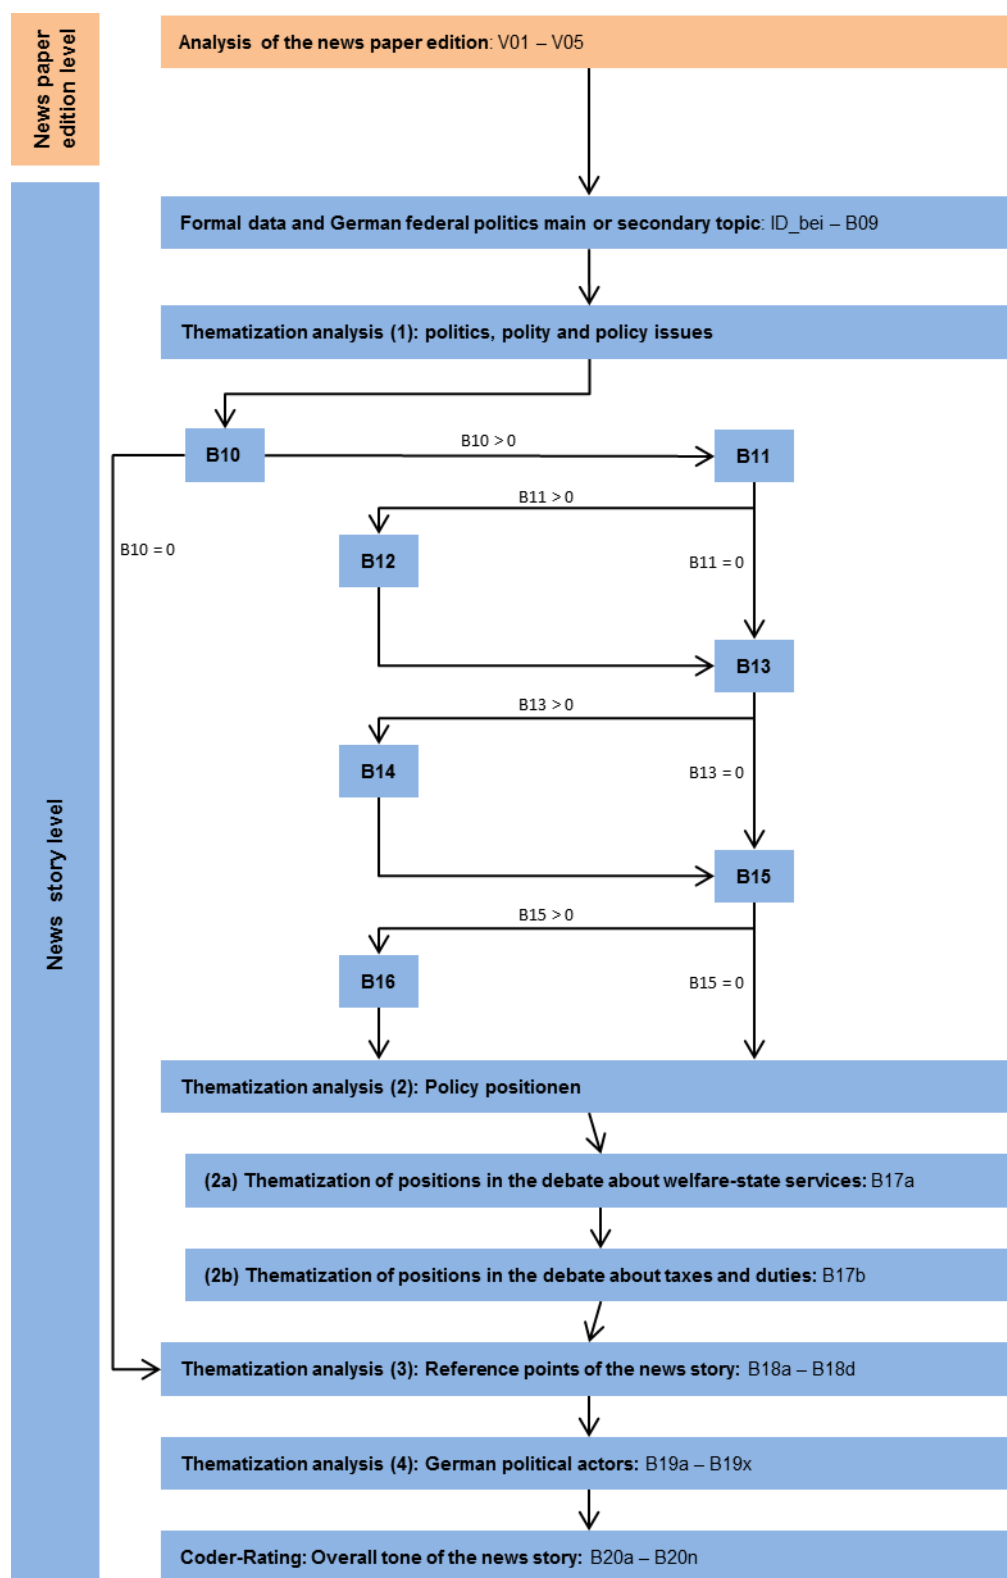 News paper
edition level
Analysis of the news paper edition: V01 – V05
News story level
Formal data and German federal politics main or secondary topic: ID_bei – B09
Thematization analysis (1): politics, polity and policy issues
B10
B10 > 0
B11
B10 = 0
B11 > 0
B12
B11 = 0
B13
B13 > 0
B14
B13 = 0
B15
B15 > 0
B16
B15 = 0
Thematization analysis (2): Policy positionen
(2a) Thematization of positions in the debate about welfare-state services: B17a
(2b) Thematization of positions in the debate about taxes and duties: B17b
Thematization analysis (3): Reference points of the news story: B18a – B18d
Thematization analysis (4): German political actors: B19a – B19x
Coder-Rating: Overall tone of the news story: B20a – B20n